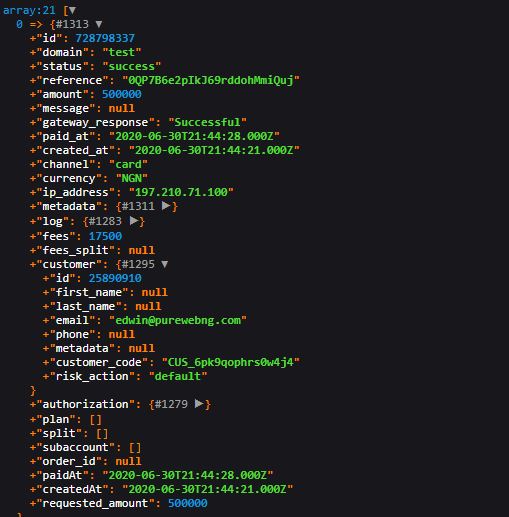 array:21 [▼
  0 => {#1313 ▼
    +"id": 728798337
    +"domain": "test"
    +"status": "success"
    +"reference": "0QP7B6e2pIkJ69rddohMmiQuj"
    +"amount": 500000
    +"message": null
    +"gateway_response": "Successful"
    +"paid_at": "2020-06-30T21:44:28.000Z"
    +"created_at": "2020-06-30T21:44:21.000Z"
    +"channel": "card"
    +"currency": "NGN"
    +"ip_address": "197.210.71.100"
    +"metadata": {#1311 ▶}
    +"log": {#1283 ▶}
    +"fees": 17500
    +"fees_split": null
    +"customer": {#1295 ▼
      +"id": 25890910
      +"first_name": null
      +"last_name": null
      +"email": "edwin@purewebng.com"
      +"phone": null
      +"metadata": null
      +"customer_code": "CUS_6pk9qophrs0w4j4"
      +"risk_action": "default"
    }
    +"authorization": {#1279 ▶}
    +"plan": []
    +"split": []
    +"subaccount": []
    +"order_id": null
    +"paidAt": "2020-06-30T21:44:28.000Z"
    +"createdAt": "2020-06-30T21:44:21.000Z"
    +"requested_amount": 500000
  }